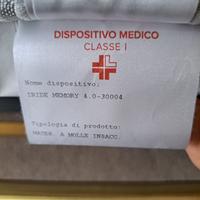 DISPOSITIVO MEDICO
CLASSE I
Nome dispositivo:
IRIDE MEMORY 4.0-30004
Tipologia di prodotto:
MATER. A MOLLE INSACC.